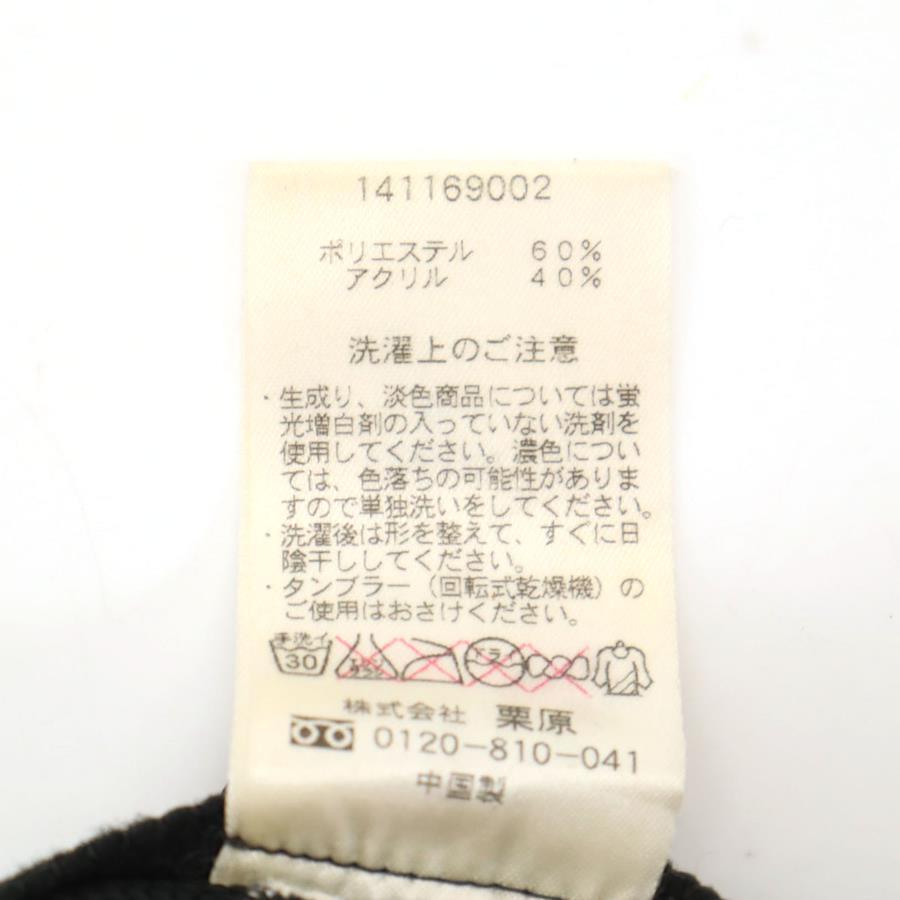 141169002
ポリエステル 60%
アクリル 40%
洗濯上のご注意
・生成り、淡色商品については蛍
光増白剤の入っていない洗剤を
使用してください。濃色につい
ては、色落ちの可能性がありま
すので単独洗いをしてください。
・洗濯後は形を整えて、すぐに日
陰干ししてください。
・タンブラー（回転式乾燥機）の
ご使用はおさけください。
手洗イ
30 エンソ サラシ ドライ
株式会社 栗原
0120-810-041
中国製